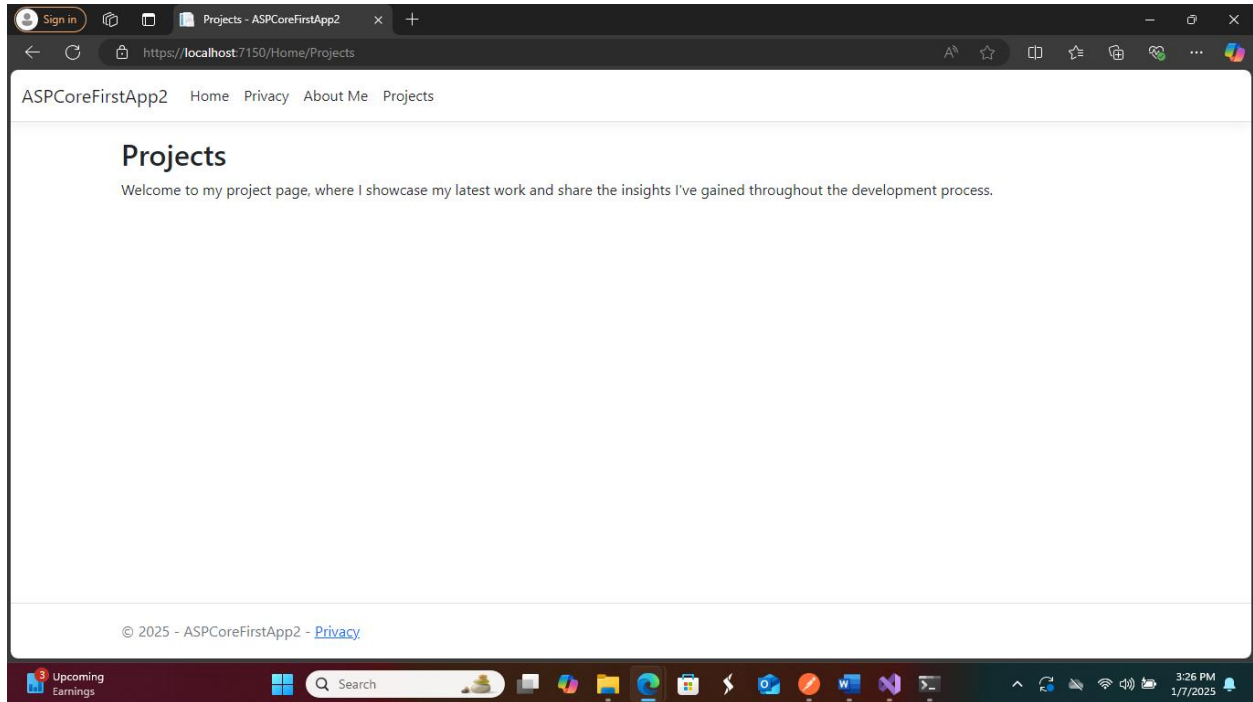 Sign in
Projects - ASPCoreFirstApp2
https://localhost:7150/Home/Projects
ASPCoreFirstApp2 Home Privacy About Me Projects
Projects
Welcome to my project page, where I showcase my latest work and share the insights I've gained throughout the development process.
© 2025 - ASPCoreFirstApp2 - Privacy
3
Upcoming
Earnings
Search
3:26 PM
1/7/2025